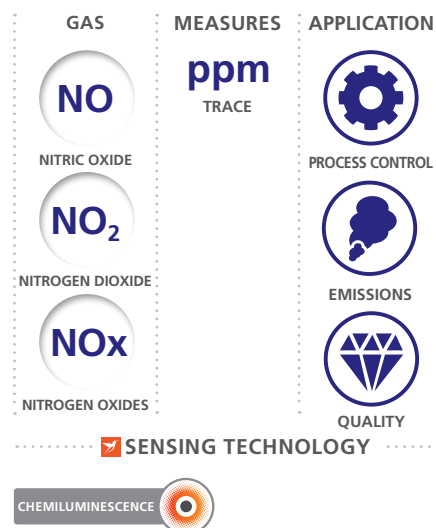 GAS
NO
NITRIC OXIDE
NO₂
NITROGEN DIOXIDE
NOx
NITROGEN OXIDES
MEASURES
ppm
TRACE
APPLICATION
PROCESS CONTROL
EMISSIONS
QUALITY
SENSING TECHNOLOGY
CHEMILUMINESCENCE